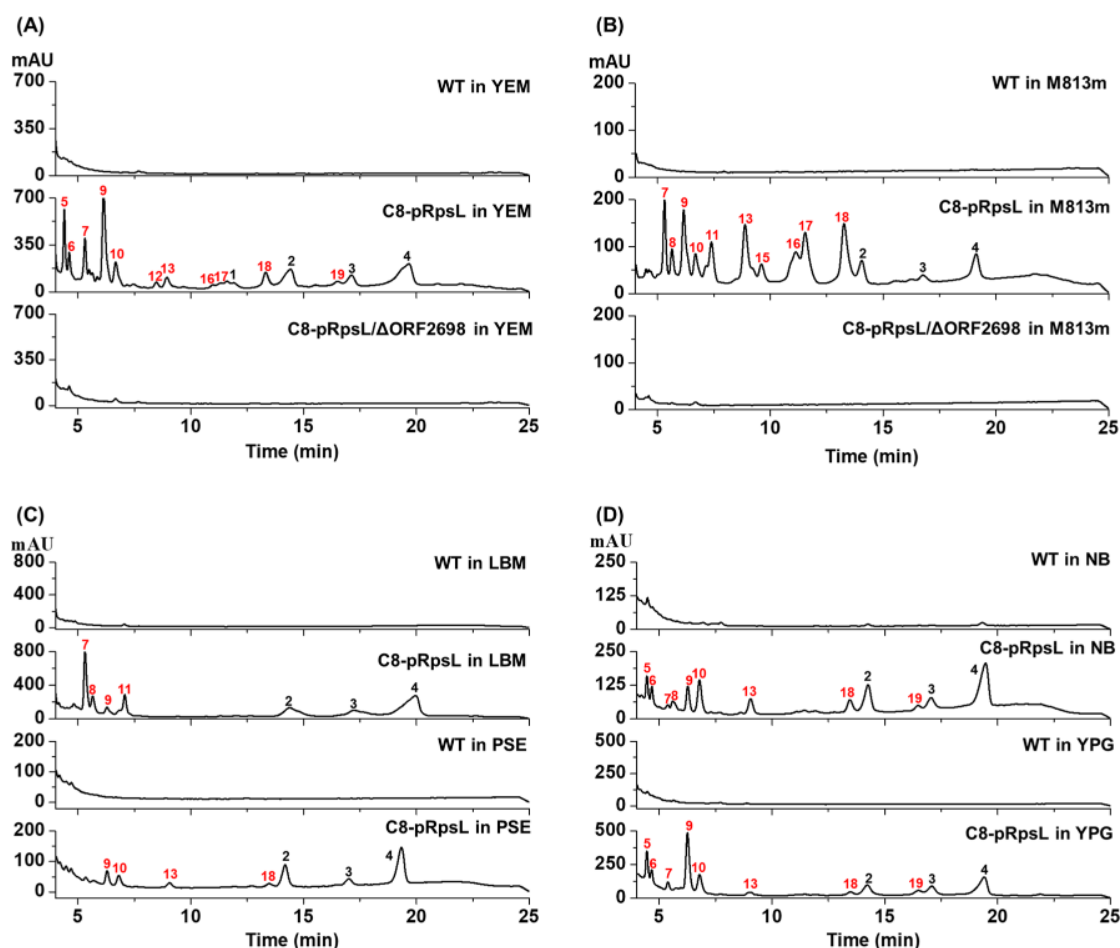 (A)
mAU
700
350
0
WT in YEM
700
350
0
C8-pRpsL in YEM
5 6 7 9 10 12 13 16 17 1 18 2 19 3 4
700
350
0
C8-pRpsL/ΔORF2698 in YEM
5 10 15 20 25
Time (min)
(B)
mAU
200
100
0
WT in M813m
200
100
0
C8-pRpsL in M813m
7 8 9 10 11 13 15 16 17 18 2 3 4
200
100
0
C8-pRpsL/ΔORF2698 in M813m
5 10 15 20 25
Time (min)
(C)
mAU
800
400
0
WT in LBM
800
400
0
C8-pRpsL in LBM
7 8 9 11 2 3 4
200
100
0
WT in PSE
200
100
0
C8-pRpsL in PSE
9 10 13 18 2 3 4
5 10 15 20 25
Time (min)
(D)
mAU
250
125
0
WT in NB
250
125
0
C8-pRpsL in NB
5 6 7 8 9 10 13 18 2 19 3 4
500
250
0
WT in YPG
500
250
0
C8-pRpsL in YPG
5 6 7 9 10 13 18 2 19 3 4
5 10 15 20 25
Time (min)